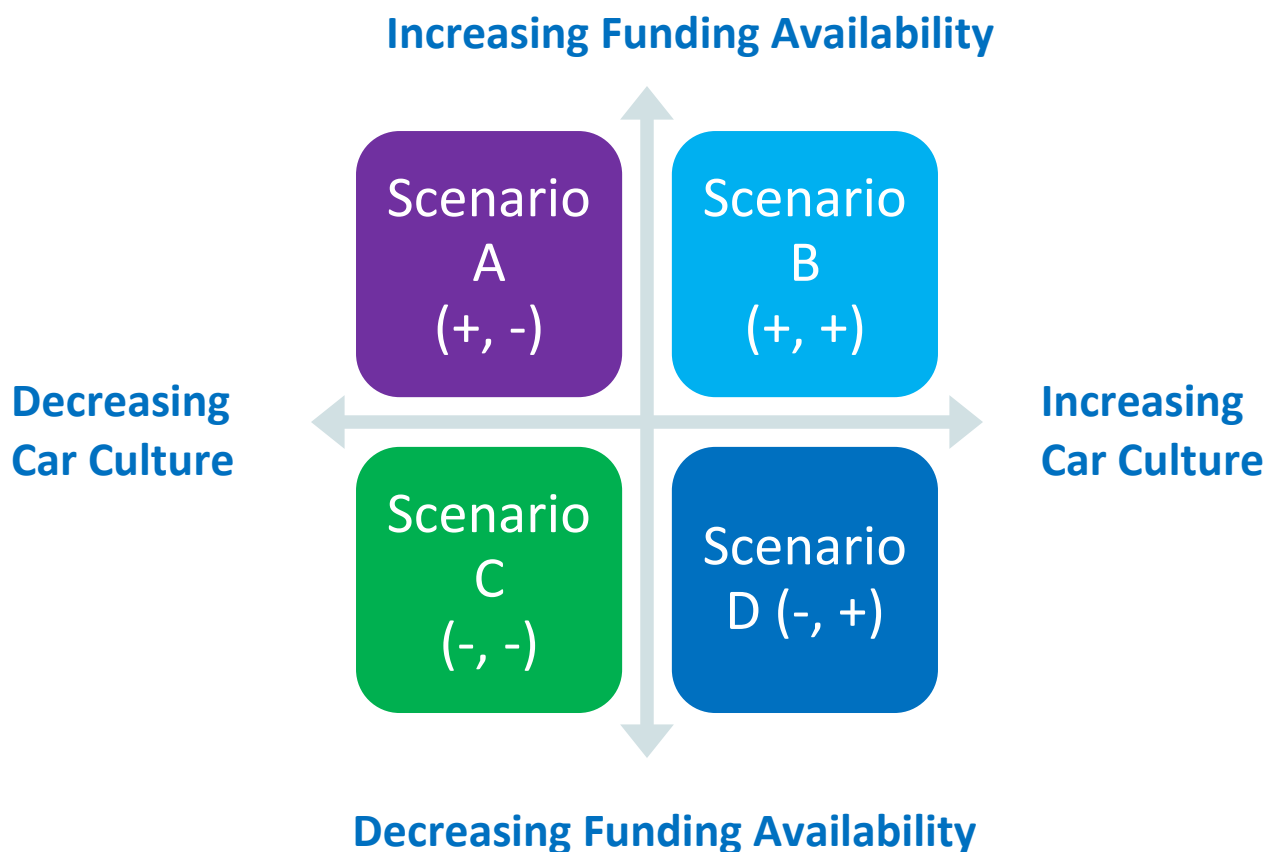 Increasing Funding Availability
Scenario
A
(+, -)
Scenario
B
(+, +)
Decreasing
Car Culture
Increasing
Car Culture
Scenario
C
(-, -)
Scenario
D (-, +)
Decreasing Funding Availability